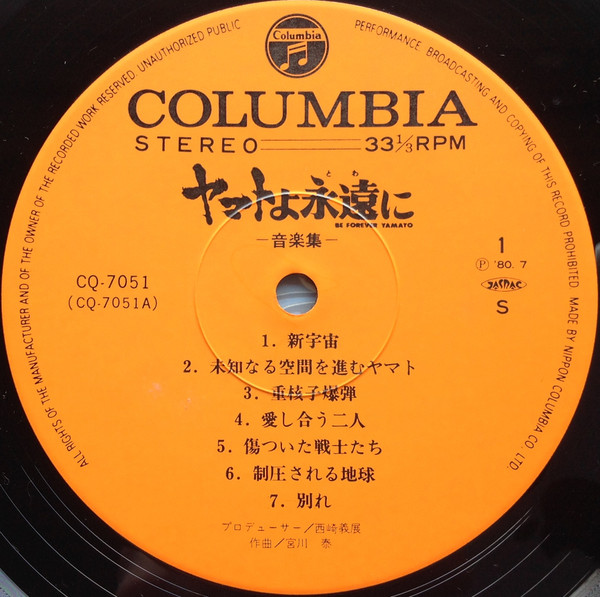 ALL RIGHTS OF THE MANUFACTURER AND OF THE OWNER OF THE RECORDED WORK RESERVED. UNAUTHORIZED PUBLIC PERFORMANCE BROADCASTING AND COPYING OF THIS RECORD PROHIBITED MADE BY NIPPON COLUMBIA CO. LTD.
Columbia
COLUMBIA
STEREO 33 1/3 RPM
とわ
ヤマトよ永遠に
BE FOREVER YAMATO
—音楽集—
1
CQ-7051
Ⓟ '80. 7
(CQ-7051A)
JASRAC
S
1. 新宇宙
2. 未知なる空間を進むヤマト
3. 重核子爆弾
4. 愛し合う二人
5. 傷ついた戦士たち
6. 制圧される地球
7. 別れ
プロデューサー/西崎義展
作曲/宮川 泰